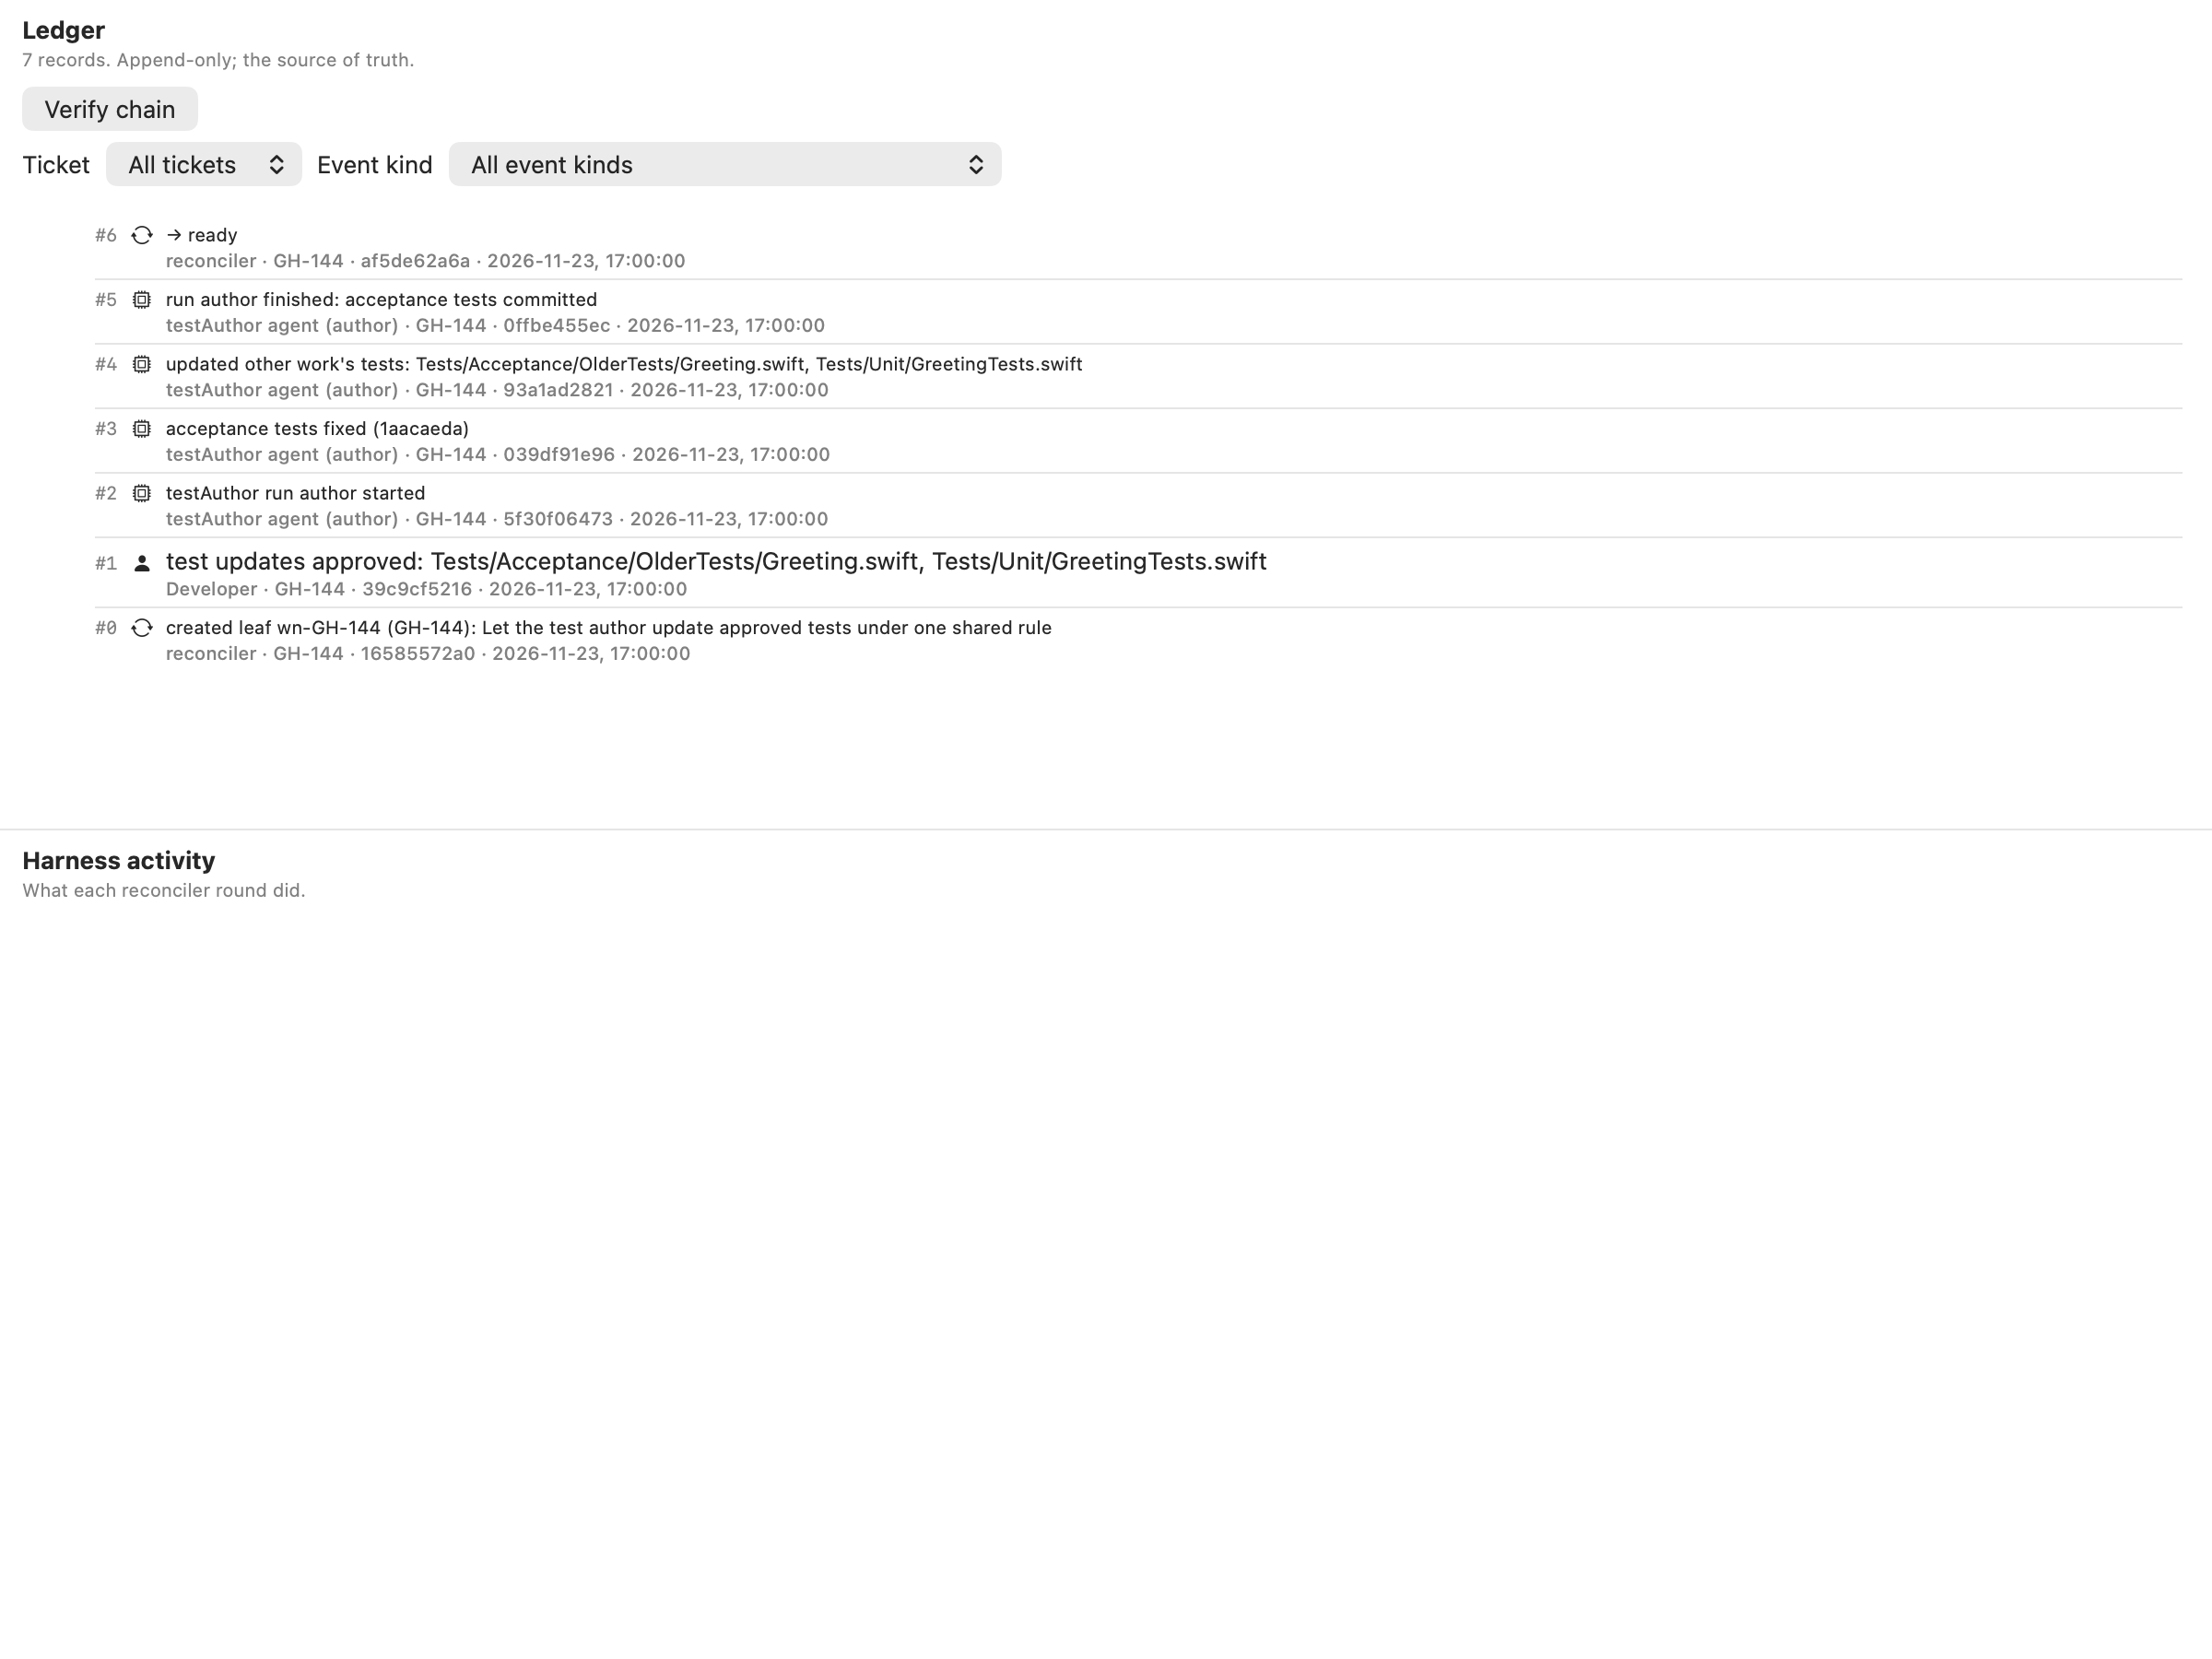 Ledger
7 records. Append-only; the source of truth.
Verify chain
Ticket All tickets Event kind All event kinds
#6 → ready
reconciler · GH-144 · af5de62a6a · 2026-11-23, 17:00:00
#5 run author finished: acceptance tests committed
testAuthor agent (author) · GH-144 · 0ffbe455ec · 2026-11-23, 17:00:00
#4 updated other work's tests: Tests/Acceptance/OlderTests/Greeting.swift, Tests/Unit/GreetingTests.swift
testAuthor agent (author) · GH-144 · 93a1ad2821 · 2026-11-23, 17:00:00
#3 acceptance tests fixed (1aacaeda)
testAuthor agent (author) · GH-144 · 039df91e96 · 2026-11-23, 17:00:00
#2 testAuthor run author started
testAuthor agent (author) · GH-144 · 5f30f06473 · 2026-11-23, 17:00:00
#1 test updates approved: Tests/Acceptance/OlderTests/Greeting.swift, Tests/Unit/GreetingTests.swift
Developer · GH-144 · 39c9cf5216 · 2026-11-23, 17:00:00
#0 created leaf wn-GH-144 (GH-144): Let the test author update approved tests under one shared rule
reconciler · GH-144 · 16585572a0 · 2026-11-23, 17:00:00
Harness activity
What each reconciler round did.